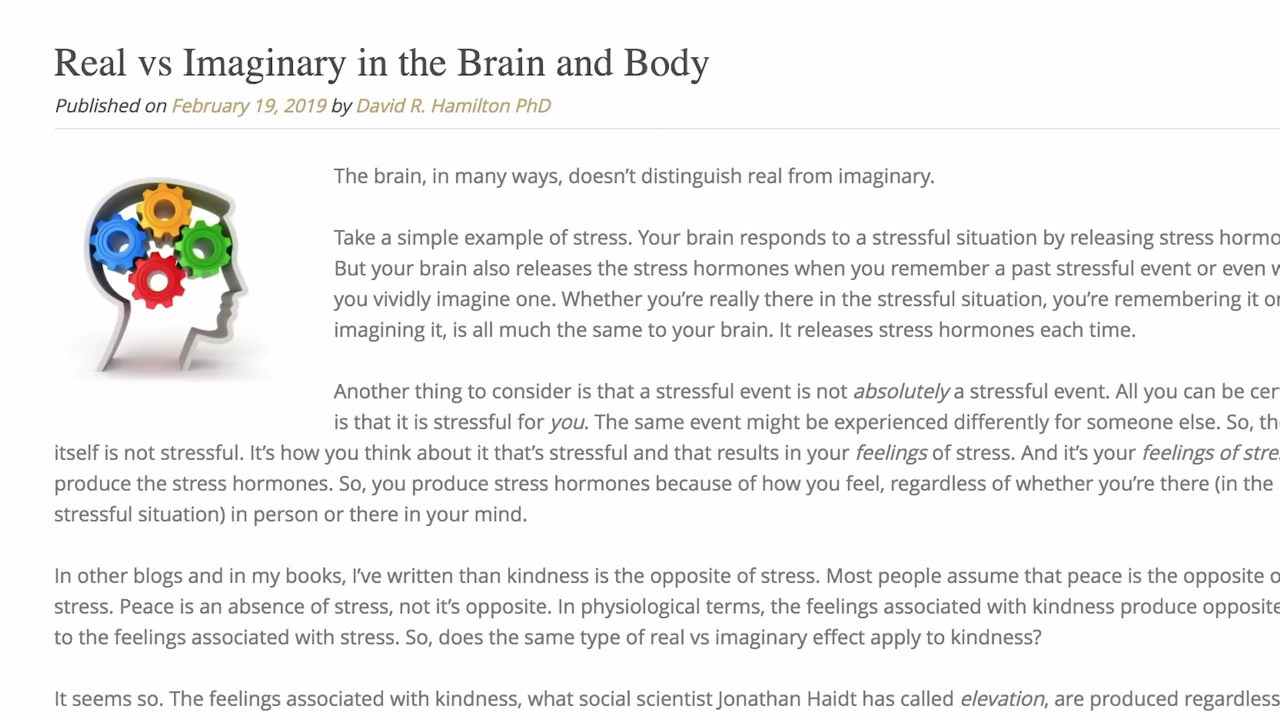 Real vs Imaginary in the Brain and Body
Published on February 19, 2019 by David R. Hamilton PhD
The brain, in many ways, doesn’t distinguish real from imaginary.
Take a simple example of stress. Your brain responds to a stressful situation by releasing stress
But your brain also releases the stress hormones when you remember a past stressful event or even
you vividly imagine one. Whether you’re really there in the stressful situation, you’re remembering it
imagining it, is all much the same to your brain. It releases stress hormones each time.
Another thing to consider is that a stressful event is not absolutely a stressful event. All you can be
is that it is stressful for you. The same event might be experienced differently for someone else. So,
itself is not stressful. It’s how you think about it that’s stressful and that results in your feelings of stress. And it’s your feelings of
produce the stress hormones. So, you produce stress hormones because of how you feel, regardless of whether you’re there (in the
stressful situation) in person or there in your mind.
In other blogs and in my books, I’ve written than kindness is the opposite of stress. Most people assume that peace is the opposite
stress. Peace is an absence of stress, not it’s opposite. In physiological terms, the feelings associated with kindness produce opposite
to the feelings associated with stress. So, does the same type of real vs imaginary effect apply to kindness?
It seems so. The feelings associated with kindness, what social scientist Jonathan Haidt has called elevation, are produced regardless